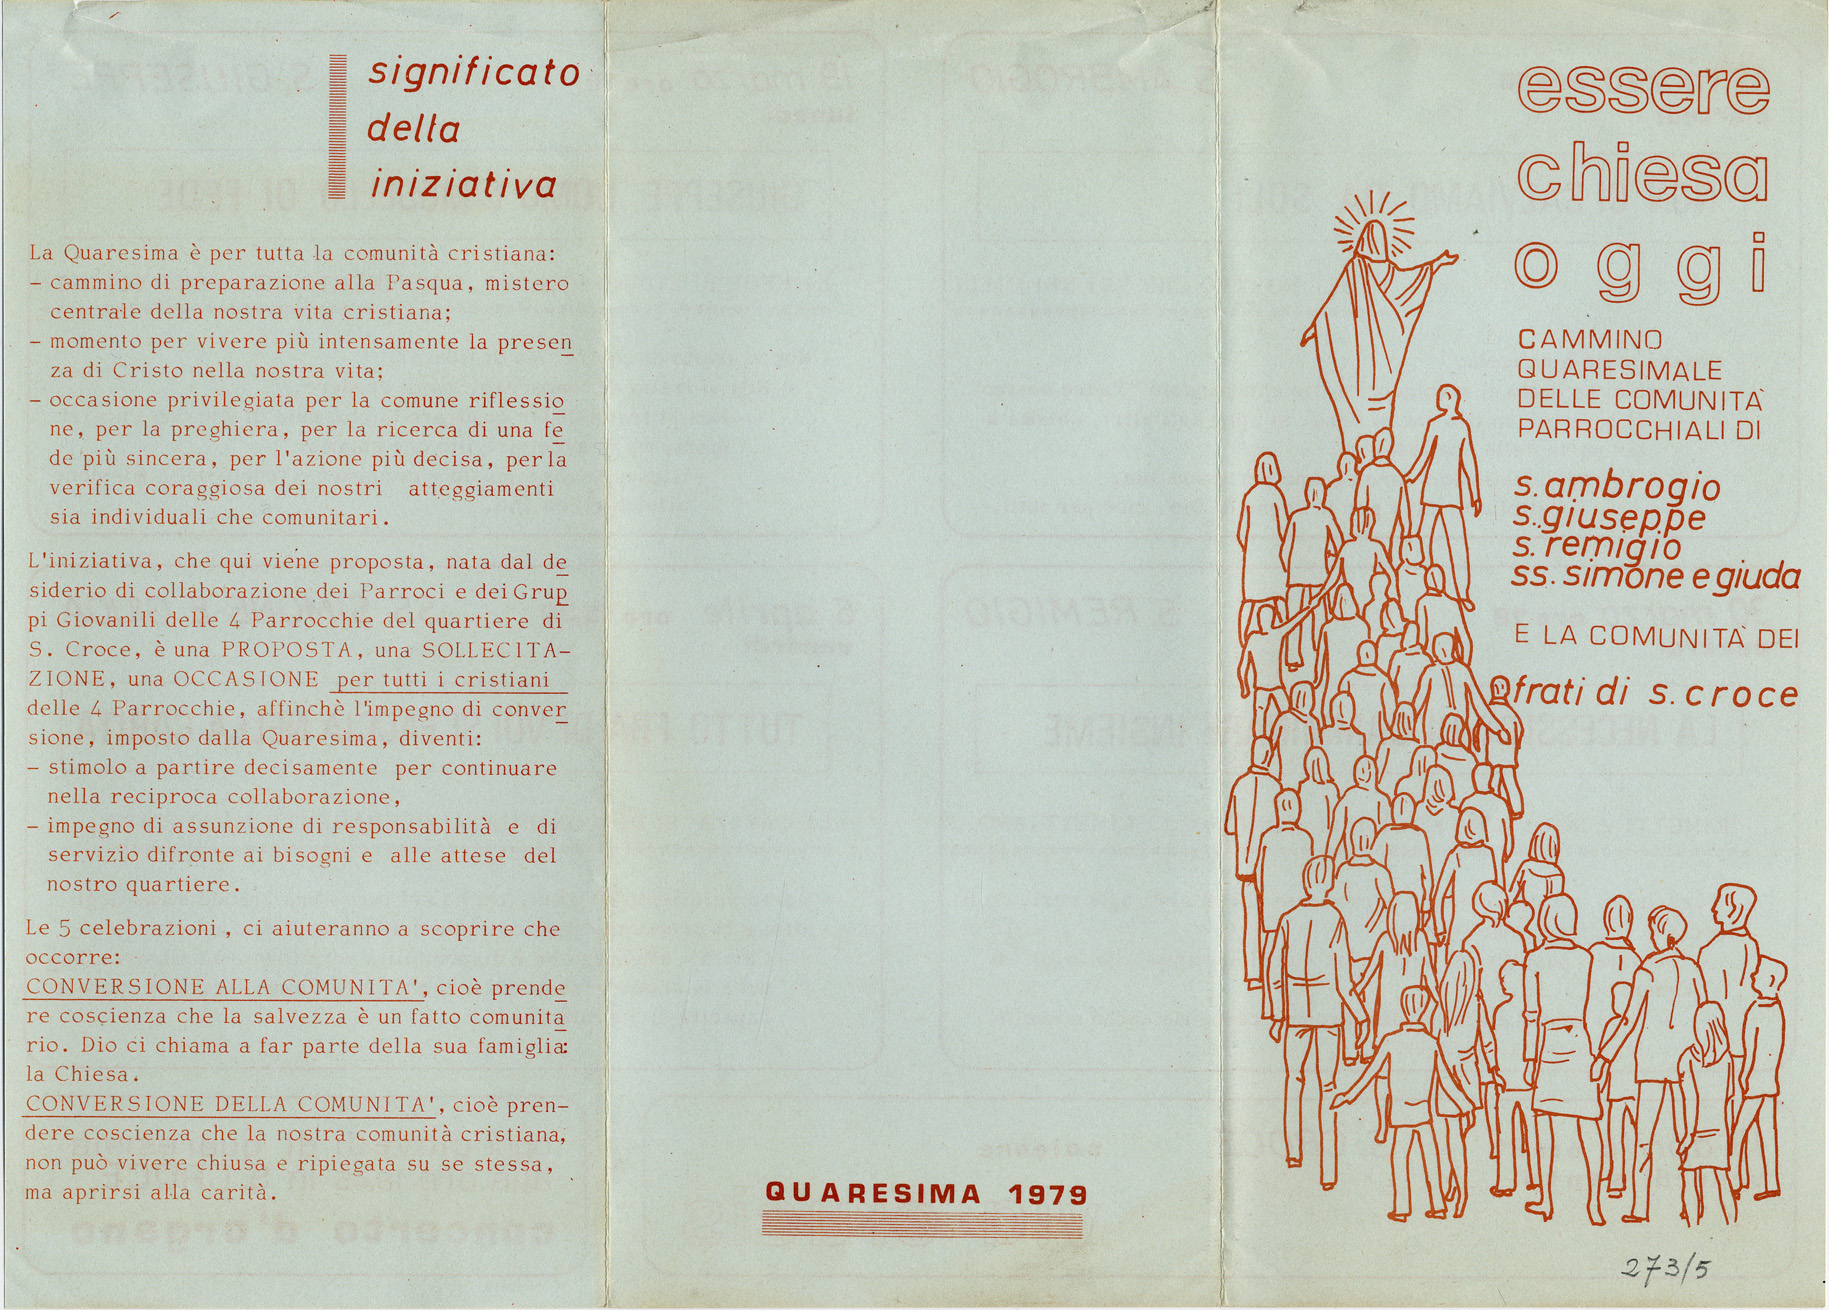 significato
della
iniziativa
La Quaresima è per tutta la comunità cristiana:
- cammino di preparazione alla Pasqua, mistero
centrale della nostra vita cristiana;
- momento per vivere più intensamente la presen
za di Cristo nella nostra vita;
- occasione privilegiata per la comune riflessio
ne, per la preghiera, per la ricerca di una fe
de più sincera, per l'azione più decisa, per la
verifica coraggiosa dei nostri atteggiamenti
sia individuali che comunitari.
L'iniziativa, che qui viene proposta, nata dal de
siderio di collaborazione dei Parroci e dei Grup
pi Giovanili delle 4 Parrocchie del quartiere di
S. Croce, è una PROPOSTA, una SOLLECITA-
ZIONE, una OCCASIONE per tutti i cristiani
delle 4 Parrocchie, affinchè l'impegno di conver
sione, imposto dalla Quaresima, diventi:
- stimolo a partire decisamente per continuare
nella reciproca collaborazione,
- impegno di assunzione di responsabilità e di
servizio difronte ai bisogni e alle attese del
nostro quartiere.
Le 5 celebrazioni, ci aiuteranno a scoprire che
occorre:
CONVERSIONE ALLA COMUNITA', cioè prende
re coscienza che la salvezza è un fatto comunita
rio. Dio ci chiama a far parte della sua famiglia:
la Chiesa.
CONVERSIONE DELLA COMUNITA', cioè pren-
dere coscienza che la nostra comunità cristiana,
non può vivere chiusa e ripiegata su se stessa,
ma aprirsi alla carità.
QUARESIMA 1979
essere
chiesa
oggi
CAMMINO
QUARESIMALE
DELLE COMUNITÀ
PARROCCHIALI DI
s. ambrogio
s. giuseppe
s. remigio
ss. simone e giuda
E LA COMUNITÀ DEI
frati di s. croce
273/5